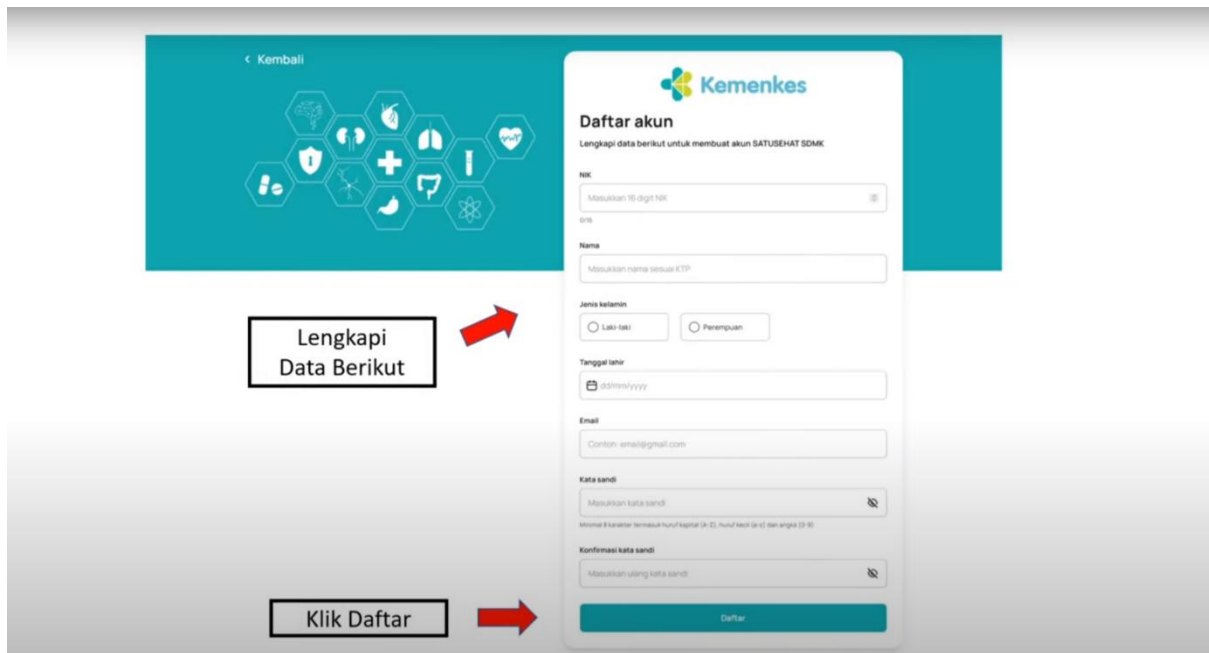 < Kembali
Kemenkes
Daftar akun
Lengkapi data berikut untuk membuat akun SATUSEHAT SDMK
NIK
Masukkan 16 digit NIK
0/16
Nama
Masukkan nama sesuai KTP
Jenis kelamin
Laki-laki
Perempuan
Lengkapi
Data Berikut
Tanggal lahir
dd/mm/yyyy
Email
Contoh: email@gmail.com
Kata sandi
Masukkan kata sandi
Minimal 8 karakter termasuk huruf kapital (A-Z), huruf kecil (a-z) dan angka (0-9)
Konfirmasi kata sandi
Masukkan ulang kata sandi
Klik Daftar
Daftar